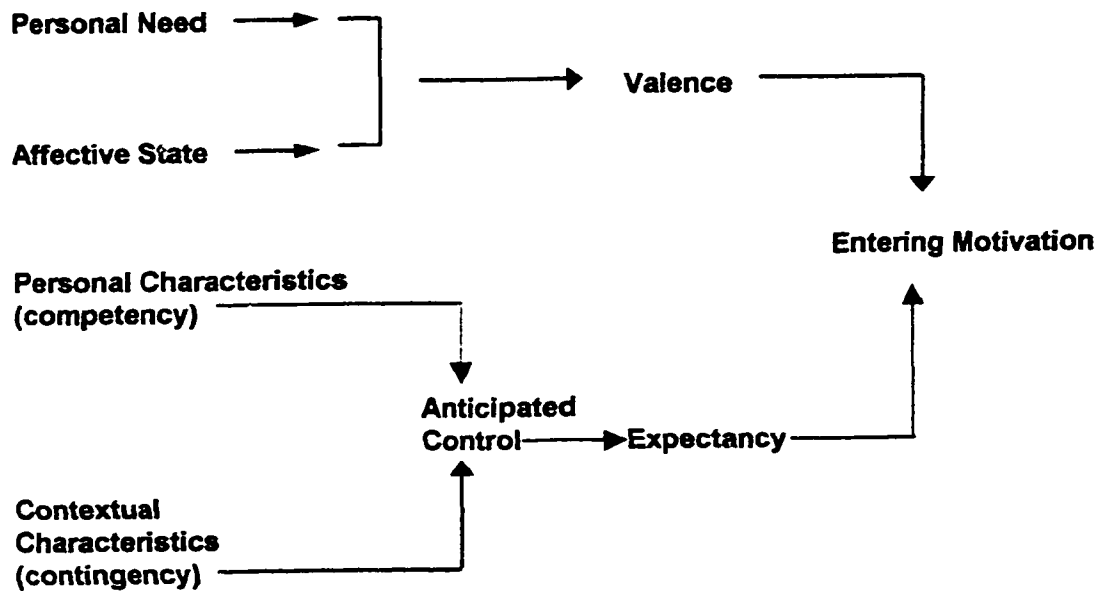 Personal Need
Valence
Affective State
Entering Motivation
Personal Characteristics
(competency)
Anticipated
Control
Expectancy
Contextual
Characteristics
(contingency)